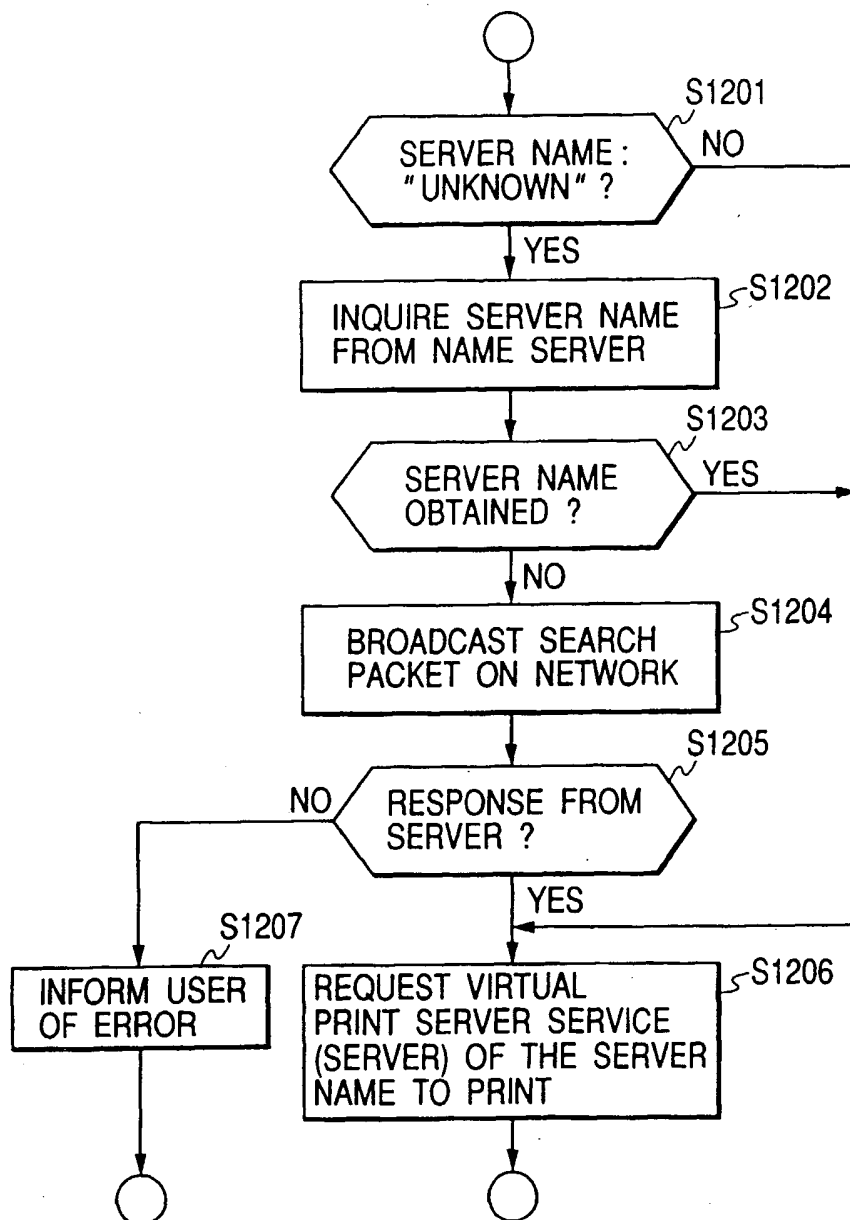 S1201
SERVER NAME :
"UNKNOWN" ?
NO
YES
S1202
INQUIRE SERVER NAME
FROM NAME SERVER
S1203
SERVER NAME
OBTAINED ?
YES
NO
S1204
BROADCAST SEARCH
PACKET ON NETWORK
S1205
NO
RESPONSE FROM
SERVER ?
YES
S1207
INFORM USER
OF ERROR
S1206
REQUEST VIRTUAL
PRINT SERVER SERVICE
(SERVER) OF THE SERVER
NAME TO PRINT